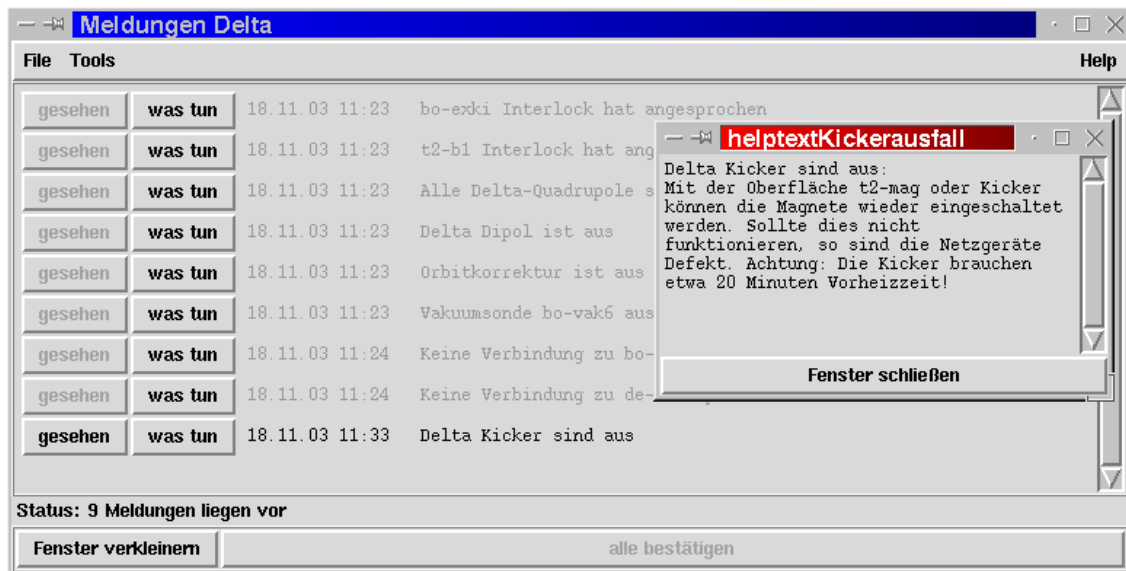 Meldungen Delta
File Tools Help
gesehen was tun 18.11.03 11:23 bo-exki Interlock hat angesprochen
gesehen was tun 18.11.03 11:23 t2-b1 Interlock hat ang
gesehen was tun 18.11.03 11:23 Alle Delta-Quadrupole s
gesehen was tun 18.11.03 11:23 Delta Dipol ist aus
gesehen was tun 18.11.03 11:23 Orbitkorrektur ist aus
gesehen was tun 18.11.03 11:23 Vakuumsonde bo-vak6 aus
gesehen was tun 18.11.03 11:24 Keine Verbindung zu bo-
gesehen was tun 18.11.03 11:24 Keine Verbindung zu de-
gesehen was tun 18.11.03 11:33 Delta Kicker sind aus
helptextKickerausfall
Delta Kicker sind aus:
Mit der Oberfläche t2-mag oder Kicker
können die Magnete wieder eingeschaltet
werden. Sollte dies nicht
funktionieren, so sind die Netzgeräte
Defekt. Achtung: Die Kicker brauchen
etwa 20 Minuten Vorheizzeit!
Fenster schließen
Status: 9 Meldungen liegen vor
Fenster verkleinern alle bestätigen